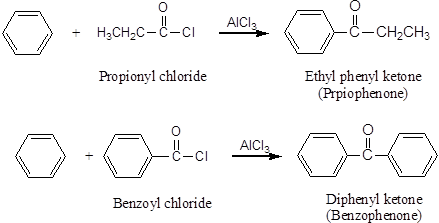 O O
+ H3CH2C-C-Cl AlCl3 C-CH2CH3
Propionyl chloride Ethyl phenyl ketone
(Prpiophenone)
O O
+ C-Cl AlCl3 C
Benzoyl chloride Diphenyl ketone
(Benzophenone)